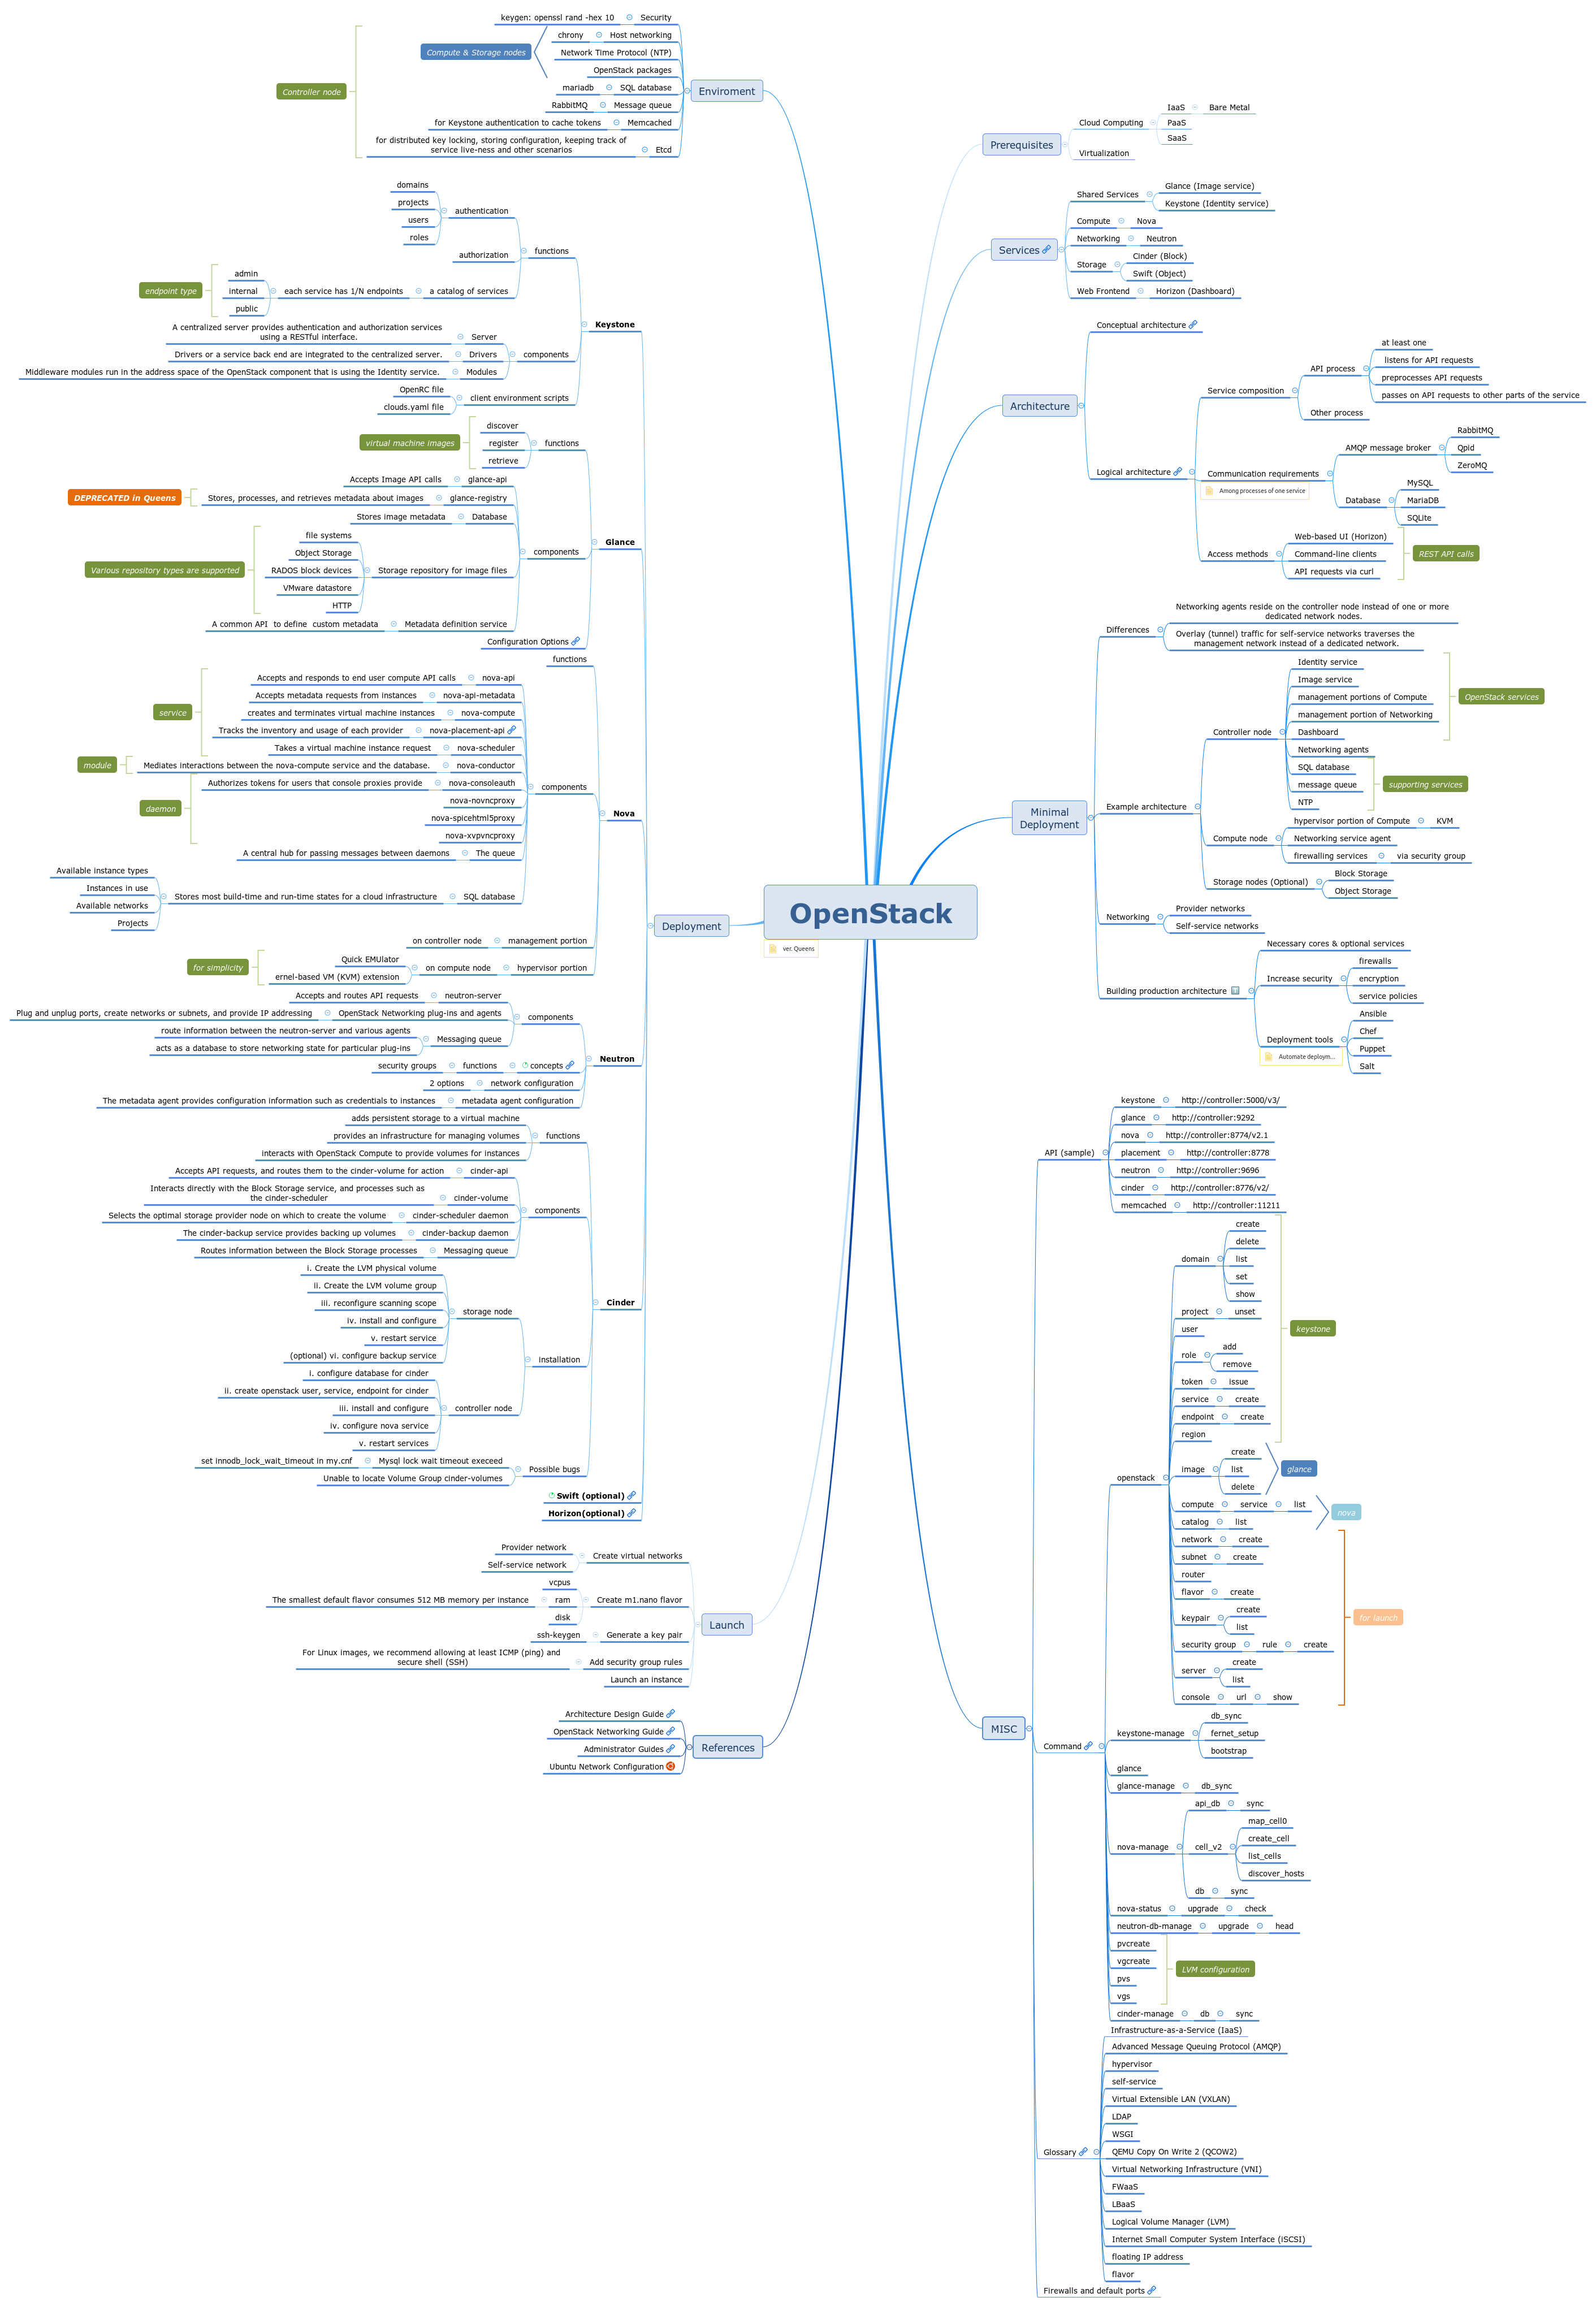 OpenStack
ver. Queens
Enviroment
Security
keygen: openssl rand -hex 10
Host networking
chrony
Network Time Protocol (NTP)
OpenStack packages
Compute & Storage nodes
SQL database
mariadb
Message queue
RabbitMQ
Memcached
for Keystone authentication to cache tokens
Etcd
for distributed key locking, storing configuration, keeping track of
service live-ness and other scenarios
Controller node
Deployment
Keystone
functions
authentication
domains
projects
users
roles
authorization
a catalog of services
each service has 1/N endpoints
admin
internal
public
endpoint type
components
Server
A centralized server provides authentication and authorization services
using a RESTful interface.
Drivers
Drivers or a service back end are integrated to the centralized server.
Modules
Middleware modules run in the address space of the OpenStack component that is using the Identity service.
client environment scripts
OpenRC file
clouds.yaml file
Glance
functions
discover
register
retrieve
virtual machine images
components
glance-api
Accepts Image API calls
glance-registry
Stores, processes, and retrieves metadata about images
DEPRECATED in Queens
Database
Stores image metadata
Storage repository for image files
file systems
Object Storage
RADOS block devices
VMware datastore
HTTP
Various repository types are supported
Metadata definition service
A common API  to define  custom metadata
Configuration Options
Nova
functions
components
nova-api
Accepts and responds to end user compute API calls
nova-api-metadata
Accepts metadata requests from instances
nova-compute
creates and terminates virtual machine instances
nova-placement-api
Tracks the inventory and usage of each provider
nova-scheduler
Takes a virtual machine instance request
service
nova-conductor
Mediates interactions between the nova-compute service and the database.
module
nova-consoleauth
Authorizes tokens for users that console proxies provide
nova-novncproxy
nova-spicehtml5proxy
nova-xvpvncproxy
daemon
The queue
A central hub for passing messages between daemons
SQL database
Stores most build-time and run-time states for a cloud infrastructure
Available instance types
Instances in use
Available networks
Projects
management portion
on controller node
hypervisor portion
on compute node
Quick EMUlator
ernel-based VM (KVM) extension
for simplicity
Neutron
components
neutron-server
Accepts and routes API requests
OpenStack Networking plug-ins and agents
Plug and unplug ports, create networks or subnets, and provide IP addressing
Messaging queue
route information between the neutron-server and various agents
acts as a database to store networking state for particular plug-ins
concepts
functions
security groups
network configuration
2 options
metadata agent configuration
The metadata agent provides configuration information such as credentials to instances
Cinder
functions
adds persistent storage to a virtual machine
provides an infrastructure for managing volumes
interacts with OpenStack Compute to provide volumes for instances
components
cinder-api
Accepts API requests, and routes them to the cinder-volume for action
cinder-volume
Interacts directly with the Block Storage service, and processes such as
the cinder-scheduler
cinder-scheduler daemon
Selects the optimal storage provider node on which to create the volume
cinder-backup daemon
The cinder-backup service provides backing up volumes
Messaging queue
Routes information between the Block Storage processes
installation
storage node
i. Create the LVM physical volume
ii. Create the LVM volume group
iii. reconfigure scanning scope
iv. install and configure
v. restart service
(optional) vi. configure backup service
controller node
i. configure database for cinder
ii. create openstack user, service, endpoint for cinder
iii. install and configure
iv. configure nova service
v. restart services
Possible bugs
Mysql lock wait timeout execeed
set innodb_lock_wait_timeout in my.cnf
Unable to locate Volume Group cinder-volumes
Swift (optional)
Horizon(optional)
Launch
Create virtual networks
Provider network
Self-service network
Create m1.nano flavor
vcpus
ram
The smallest default flavor consumes 512 MB memory per instance
disk
Generate a key pair
ssh-keygen
Add security group rules
For Linux images, we recommend allowing at least ICMP (ping) and
secure shell (SSH)
Launch an instance
References
Architecture Design Guide
OpenStack Networking Guide
Administrator Guides
Ubuntu Network Configuration
Prerequisites
Cloud Computing
IaaS
Bare Metal
PaaS
SaaS
Virtualization
Services
Shared Services
Glance (Image service)
Keystone (Identity service)
Compute
Nova
Networking
Neutron
Storage
Cinder (Block)
Swift (Object)
Web Frontend
Horizon (Dashboard)
Architecture
Conceptual architecture
Logical architecture
Service composition
API process
at least one
listens for API requests
preprocesses API requests
passes on API requests to other parts of the service
Other process
Communication requirements
Among processes of one service
AMQP message broker
RabbitMQ
Qpid
ZeroMQ
Database
MySQL
MariaDB
SQLite
Access methods
Web-based UI (Horizon)
Command-line clients
API requests via curl
REST API calls
Minimal
Deployment
Differences
Networking agents reside on the controller node instead of one or more
dedicated network nodes.
Overlay (tunnel) traffic for self-service networks traverses the
management network instead of a dedicated network.
Example architecture
Controller node
Identity service
Image service
management portions of Compute
management portion of Networking
Dashboard
OpenStack services
Networking agents
SQL database
message queue
NTP
supporting services
Compute node
hypervisor portion of Compute
KVM
Networking service agent
firewalling services
via security group
Storage nodes (Optional)
Block Storage
Object Storage
Networking
Provider networks
Self-service networks
Building production architecture
Necessary cores & optional services
Increase security
firewalls
encryption
service policies
Deployment tools
Automate deploym...
Ansible
Chef
Puppet
Salt
MISC
API (sample)
keystone
http://controller:5000/v3/
glance
http://controller:9292
nova
http://controller:8774/v2.1
placement
http://controller:8778
neutron
http://controller:9696
cinder
http://controller:8776/v2/
memcached
http://controller:11211
Command
openstack
domain
create
delete
list
set
show
project
unset
user
role
add
remove
token
issue
service
create
endpoint
create
region
keystone
image
create
list
delete
glance
compute
service
list
nova
catalog
list
network
create
subnet
create
router
flavor
create
keypair
create
list
security group
rule
create
server
create
list
console
url
show
for launch
keystone-manage
db_sync
fernet_setup
bootstrap
glance
glance-manage
db_sync
nova-manage
api_db
sync
cell_v2
map_cell0
create_cell
list_cells
discover_hosts
db
sync
nova-status
upgrade
check
neutron-db-manage
upgrade
head
pvcreate
vgcreate
pvs
vgs
LVM configuration
cinder-manage
db
sync
Glossary
Infrastructure-as-a-Service (IaaS)
Advanced Message Queuing Protocol (AMQP)
hypervisor
self-service
Virtual Extensible LAN (VXLAN)
LDAP
WSGI
QEMU Copy On Write 2 (QCOW2)
Virtual Networking Infrastructure (VNI)
FWaaS
LBaaS
Logical Volume Manager (LVM)
Internet Small Computer System Interface (iSCSI)
floating IP address
flavor
Firewalls and default ports